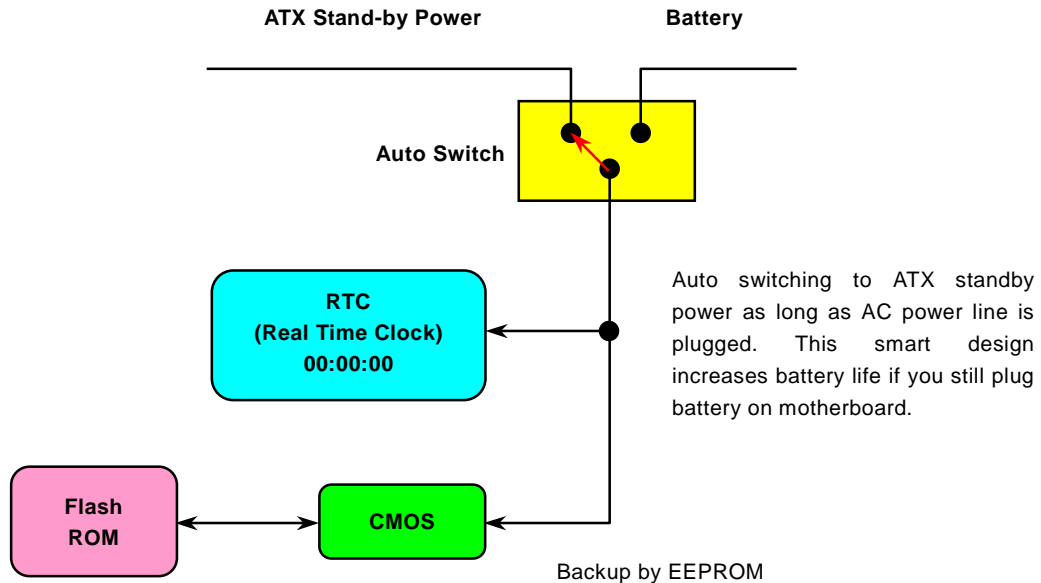 ATX Stand-by Power
Battery
Auto Switch
RTC
(Real Time Clock)
00:00:00
Auto switching to ATX standby
power as long as AC power line is
plugged. This smart design
increases battery life if you still plug
battery on motherboard.
Flash
ROM
CMOS
Backup by EEPROM